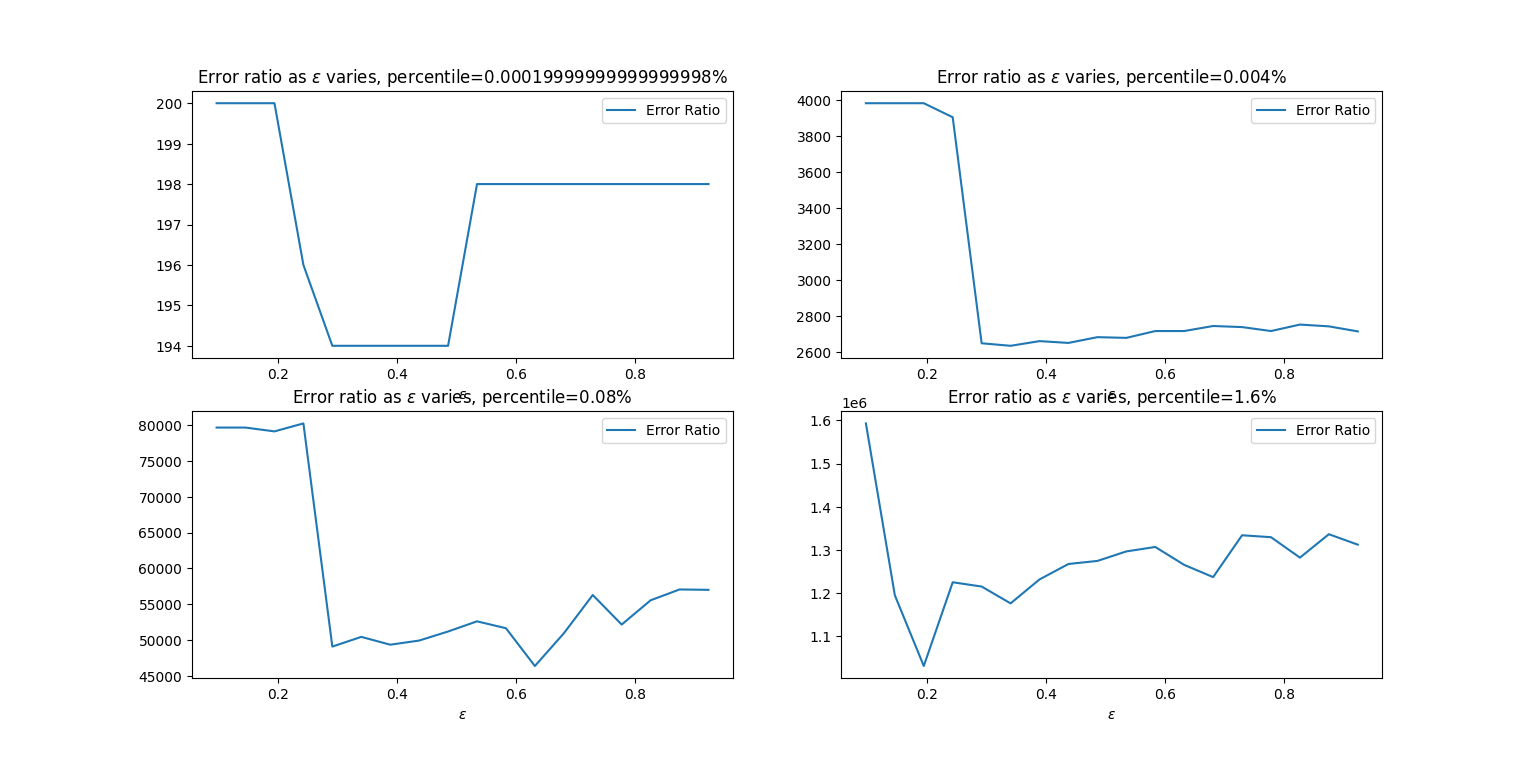 Error ratio as ε varies, percentile=0.00019999999999999998%
Error Ratio
200
199
198
197
196
195
194
0.2 0.4 0.6 0.8
ε
Error ratio as ε varies, percentile=0.004%
Error Ratio
4000
3800
3600
3400
3200
3000
2800
2600
0.2 0.4 0.6 0.8
ε
Error ratio as ε varies, percentile=0.08%
Error Ratio
80000
75000
70000
65000
60000
55000
50000
45000
0.2 0.4 0.6 0.8
ε
Error ratio as ε varies, percentile=1.6%
1e6
Error Ratio
1.6
1.5
1.4
1.3
1.2
1.1
0.2 0.4 0.6 0.8
ε